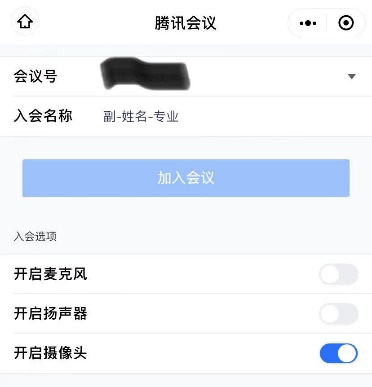 腾讯会议
会议号
入会名称 副-姓名-专业
加入会议
入会选项
开启麦克风
开启扬声器
开启摄像头